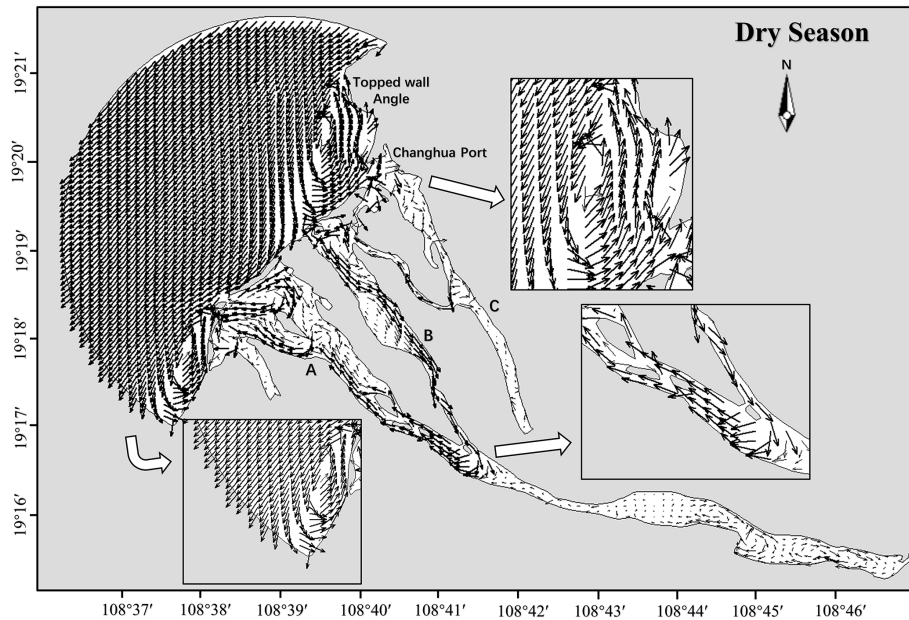 Dry Season
N
19°21′
19°20′
19°19′
19°18′
19°17′
19°16′
Topped wall
Angle
Changhua Port
C
B
A
108°37′
108°38′
108°39′
108°40′
108°41′
108°42′
108°43′
108°44′
108°45′
108°46′